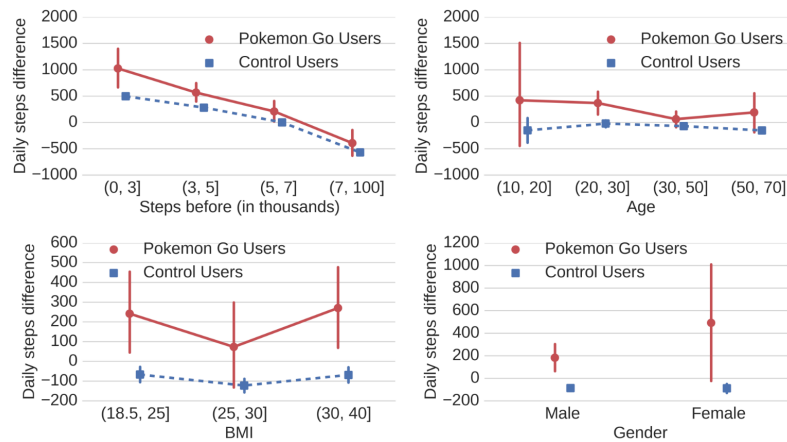 Daily steps difference
2000
1500
1000
500
0
−500
−1000
Pokemon Go Users
Control Users
(0, 3] (3, 5] (5, 7] (7, 100]
Steps before (in thousands)
Daily steps difference
2000
1500
1000
500
0
−500
−1000
Pokemon Go Users
Control Users
(10, 20] (20, 30] (30, 50] (50, 70]
Age
Daily steps difference
600
500
400
300
200
100
0
−100
−200
Pokemon Go Users
Control Users
(18.5, 25] (25, 30] (30, 40]
BMI
Daily steps difference
1200
1000
800
600
400
200
0
−200
Pokemon Go Users
Control Users
Male Female
Gender